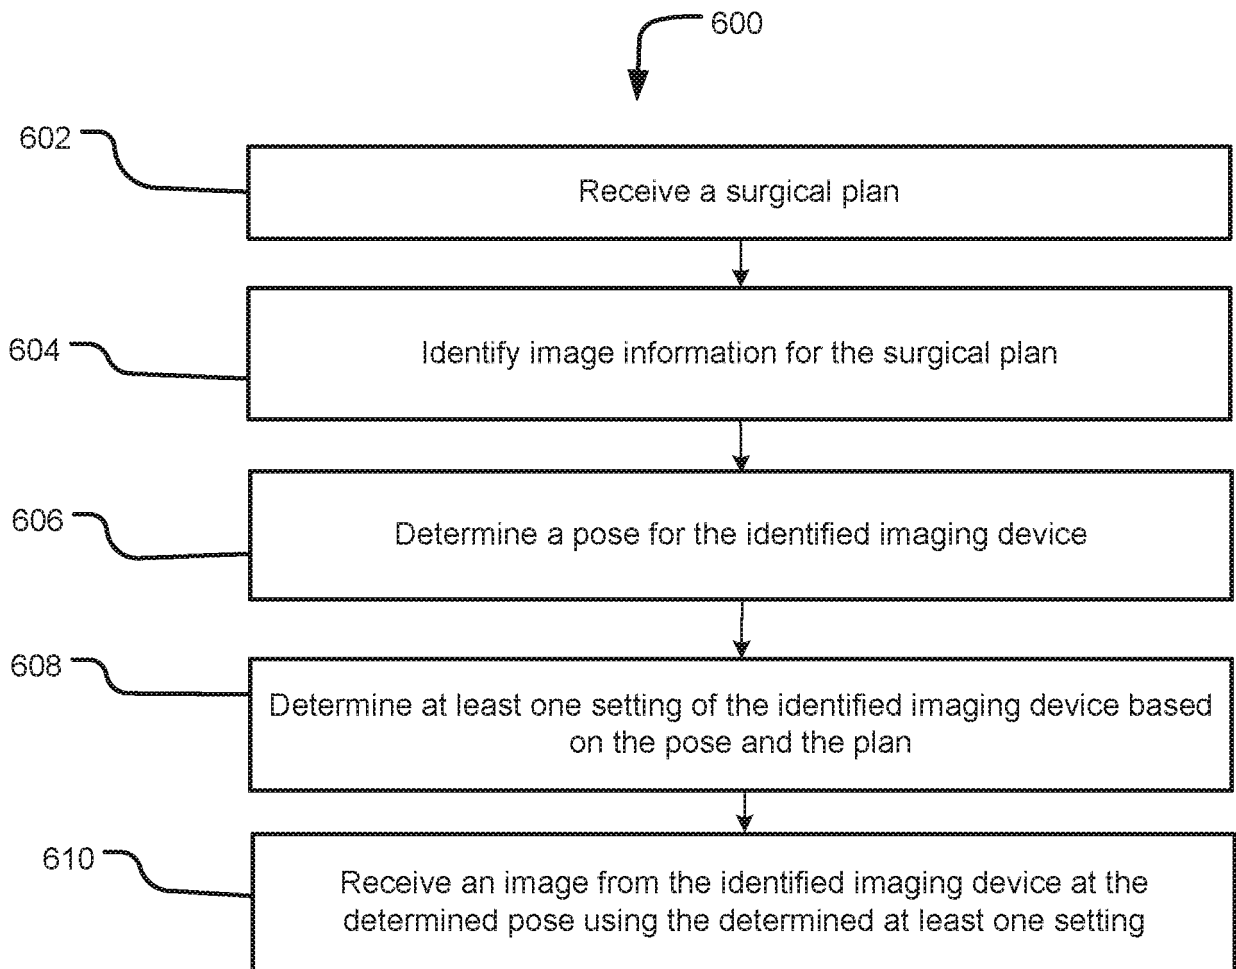 600
602
Receive a surgical plan
604
Identify image information for the surgical plan
606
Determine a pose for the identified imaging device
608
Determine at least one setting of the identified imaging device based
on the pose and the plan
610
Receive an image from the identified imaging device at the
determined pose using the determined at least one setting